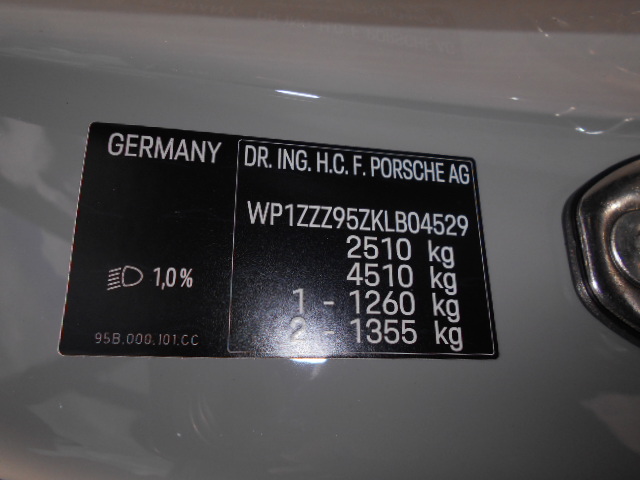 GERMANY
DR. ING. H.C. F. PORSCHE AG
WP1ZZZ95ZKLB04529
2510 kg
4510 kg
1 - 1260 kg
2 - 1355 kg
1,0%
95B.000.101.CC